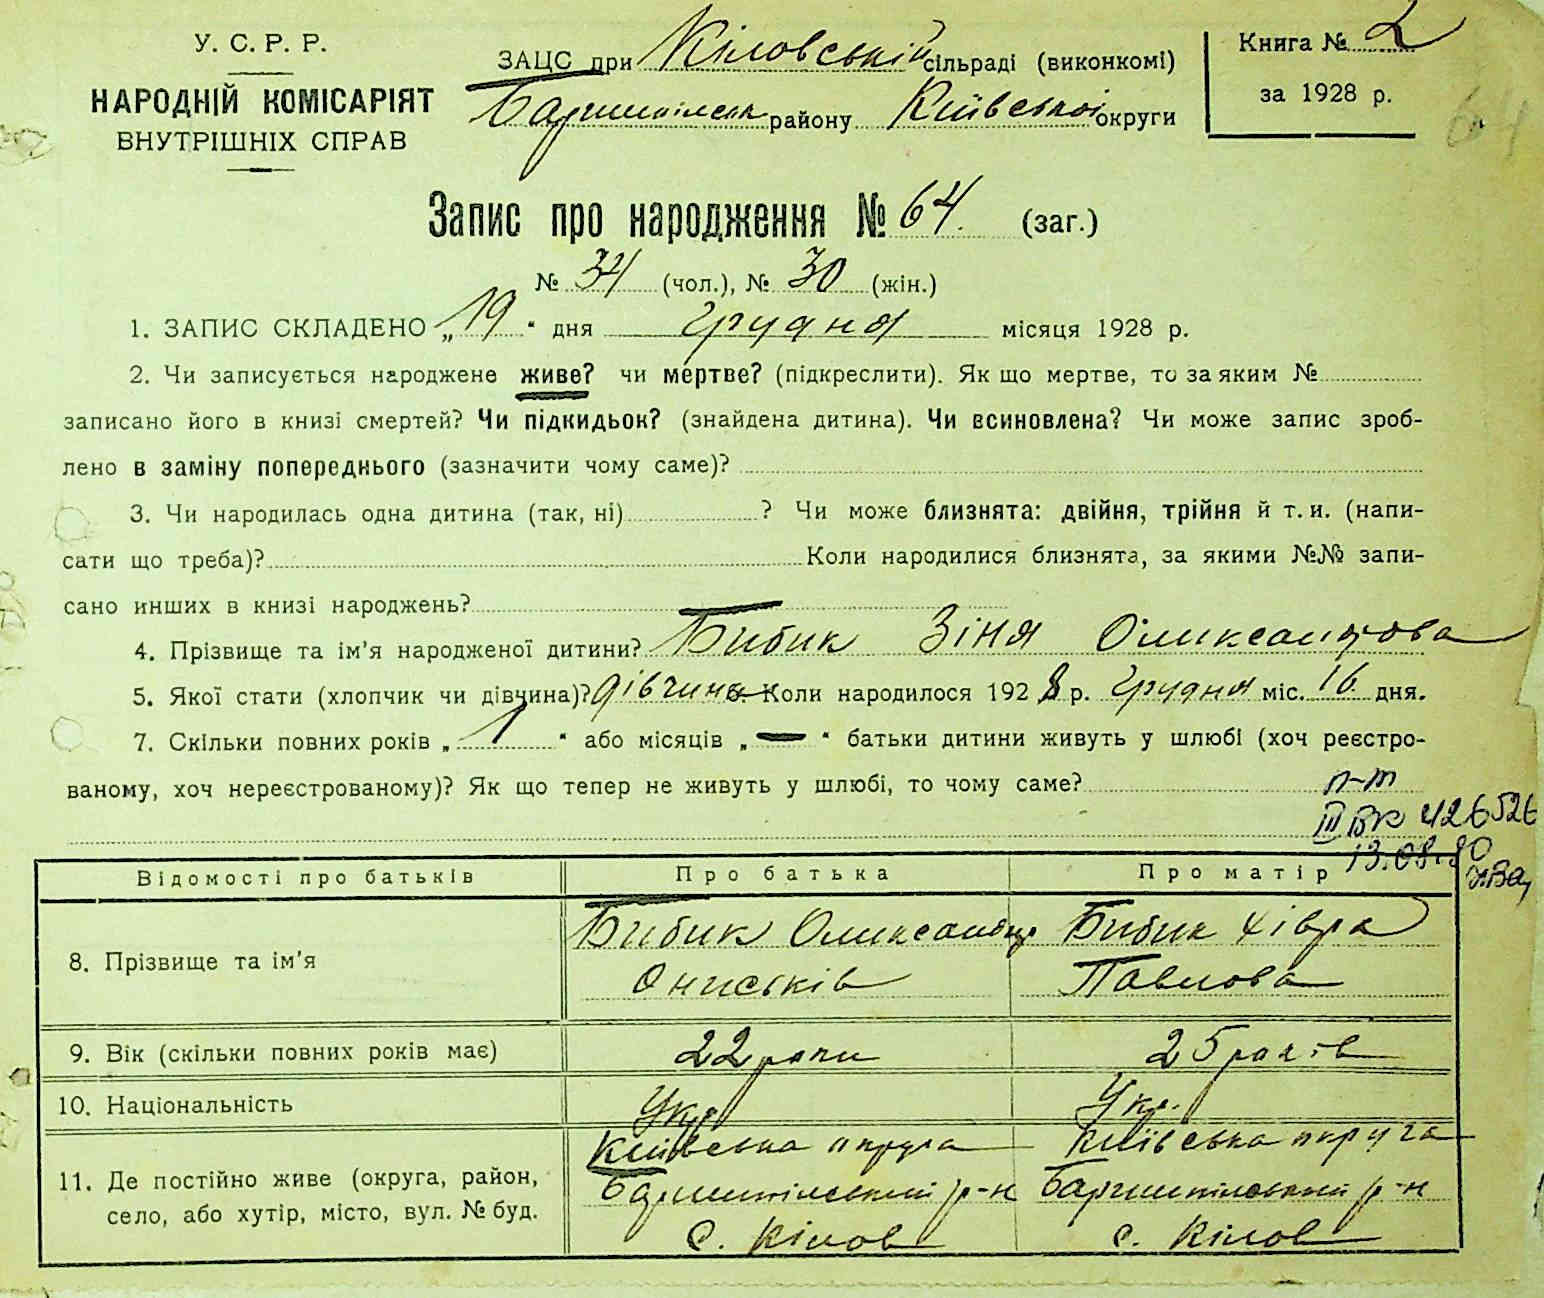 У. С. Р. Р.
НАРОДНІЙ КОМІСАРІЯТ
ВНУТРІШНІХ СПРАВ
ЗАЦС при Кіловській сільраді (виконкомі)
району Київської округи
Книга № 2
за 1928 р.
64
Запис про народження № 64. (заг.)
№ 34 (чол.), № 30 (жін.)
1. ЗАПИС СКЛАДЕНО „19“ дня Грудня місяця 1928 р.
2. Чи записується народжене живе? чи мертве? (підкреслити). Як що мертве, то за яким №
записано його в книзі смертей? Чи підкидьок? (знайдена дитина). Чи всиновлена? Чи може запис зроб-
лено в заміну попереднього (зазначити чому саме)?
3. Чи народилась одна дитина (так, ні) ? Чи може близнята: двійня, трійня й т. и. (напи-
сати що треба)? Коли народилися близнята, за якими №№ запи-
сано инших в книзі народжень?
4. Прізвище та ім’я народженої дитини? Бибик Зіня Олександрова
5. Якої стати (хлопчик чи дівчина)? дівчина. Коли народилося 1928 р. Грудня міс. 16 дня.
7. Скільки повних років „1“ або місяців „—“ батьки дитини живуть у шлюбі (хоч реєстро-
ваному, хоч нереєстрованому)? Як що тепер не живуть у шлюбі, то чому саме?
п-т
III БК 426526
13.08.80
Відомості про батьків Про батька Про матір
8. Прізвище та ім’я Бибик Олександр Ониськів Бибик Хівра Павлова
9. Вік (скільки повних років має) 22 роки 25 років
10. Національність Укр. Укр.
11. Де постійно живе (округа, район, село, або хутір, місто, вул. № буд. Київська округа р-н с. Кілов Київська округа р-н с. Кілов